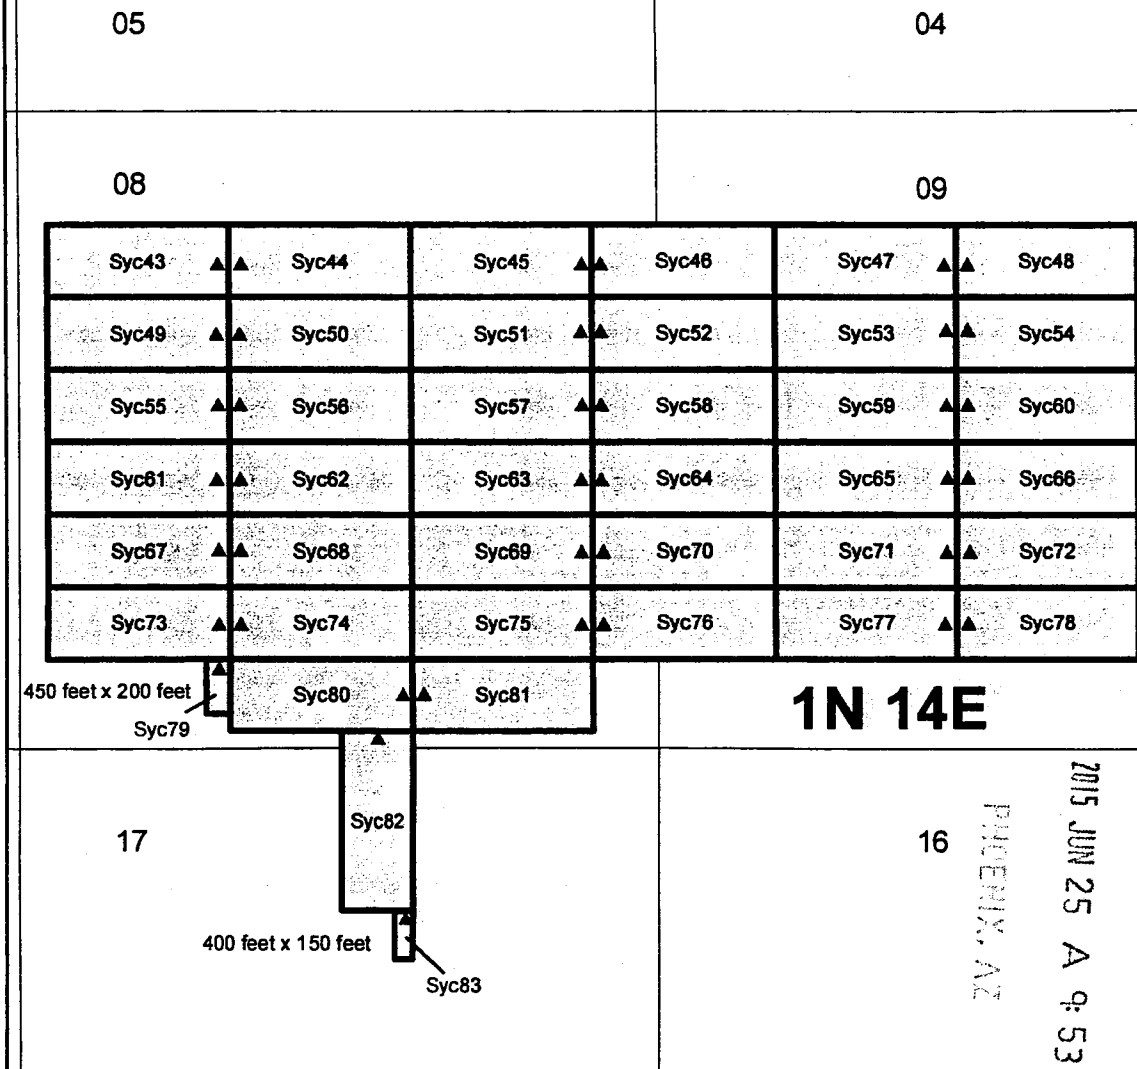 05 04
08 09
Syc43 Syc44 Syc45 Syc46 Syc47 Syc48
Syc49 Syc50 Syc51 Syc52 Syc53 Syc54
Syc55 Syc56 Syc57 Syc58 Syc59 Syc60
Syc61 Syc62 Syc63 Syc64 Syc65 Syc66
Syc67 Syc68 Syc69 Syc70 Syc71 Syc72
Syc73 Syc74 Syc75 Syc76 Syc77 Syc78
450 feet x 200 feet Syc80 Syc81
Syc79
1N 14E
Syc82
17 16
400 feet x 150 feet
Syc83
2015 JUN 25 A 9:53
PHOENIX, AZ